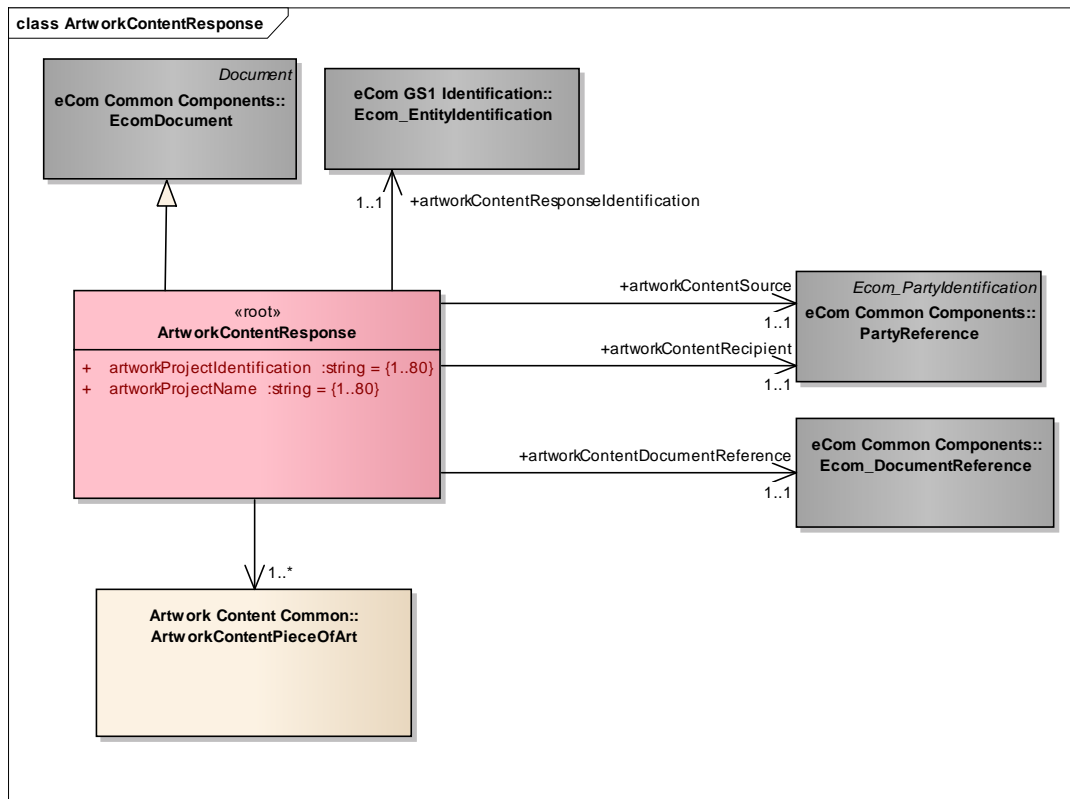 class ArtworkContentResponse
Document
eCom Common Components::
EcomDocument
eCom GS1 Identification::
Ecom_EntityIdentification
1..1
+artworkContentResponseIdentification
«root»
ArtworkContentResponse
+ artworkProjectIdentification :string = {1..80}
+ artworkProjectName :string = {1..80}
+artworkContentSource
1..1
+artworkContentRecipient
1..1
Ecom_PartyIdentification
eCom Common Components::
PartyReference
+artworkContentDocumentReference
1..1
eCom Common Components::
Ecom_DocumentReference
1..*
Artwork Content Common::
ArtworkContentPieceOfArt